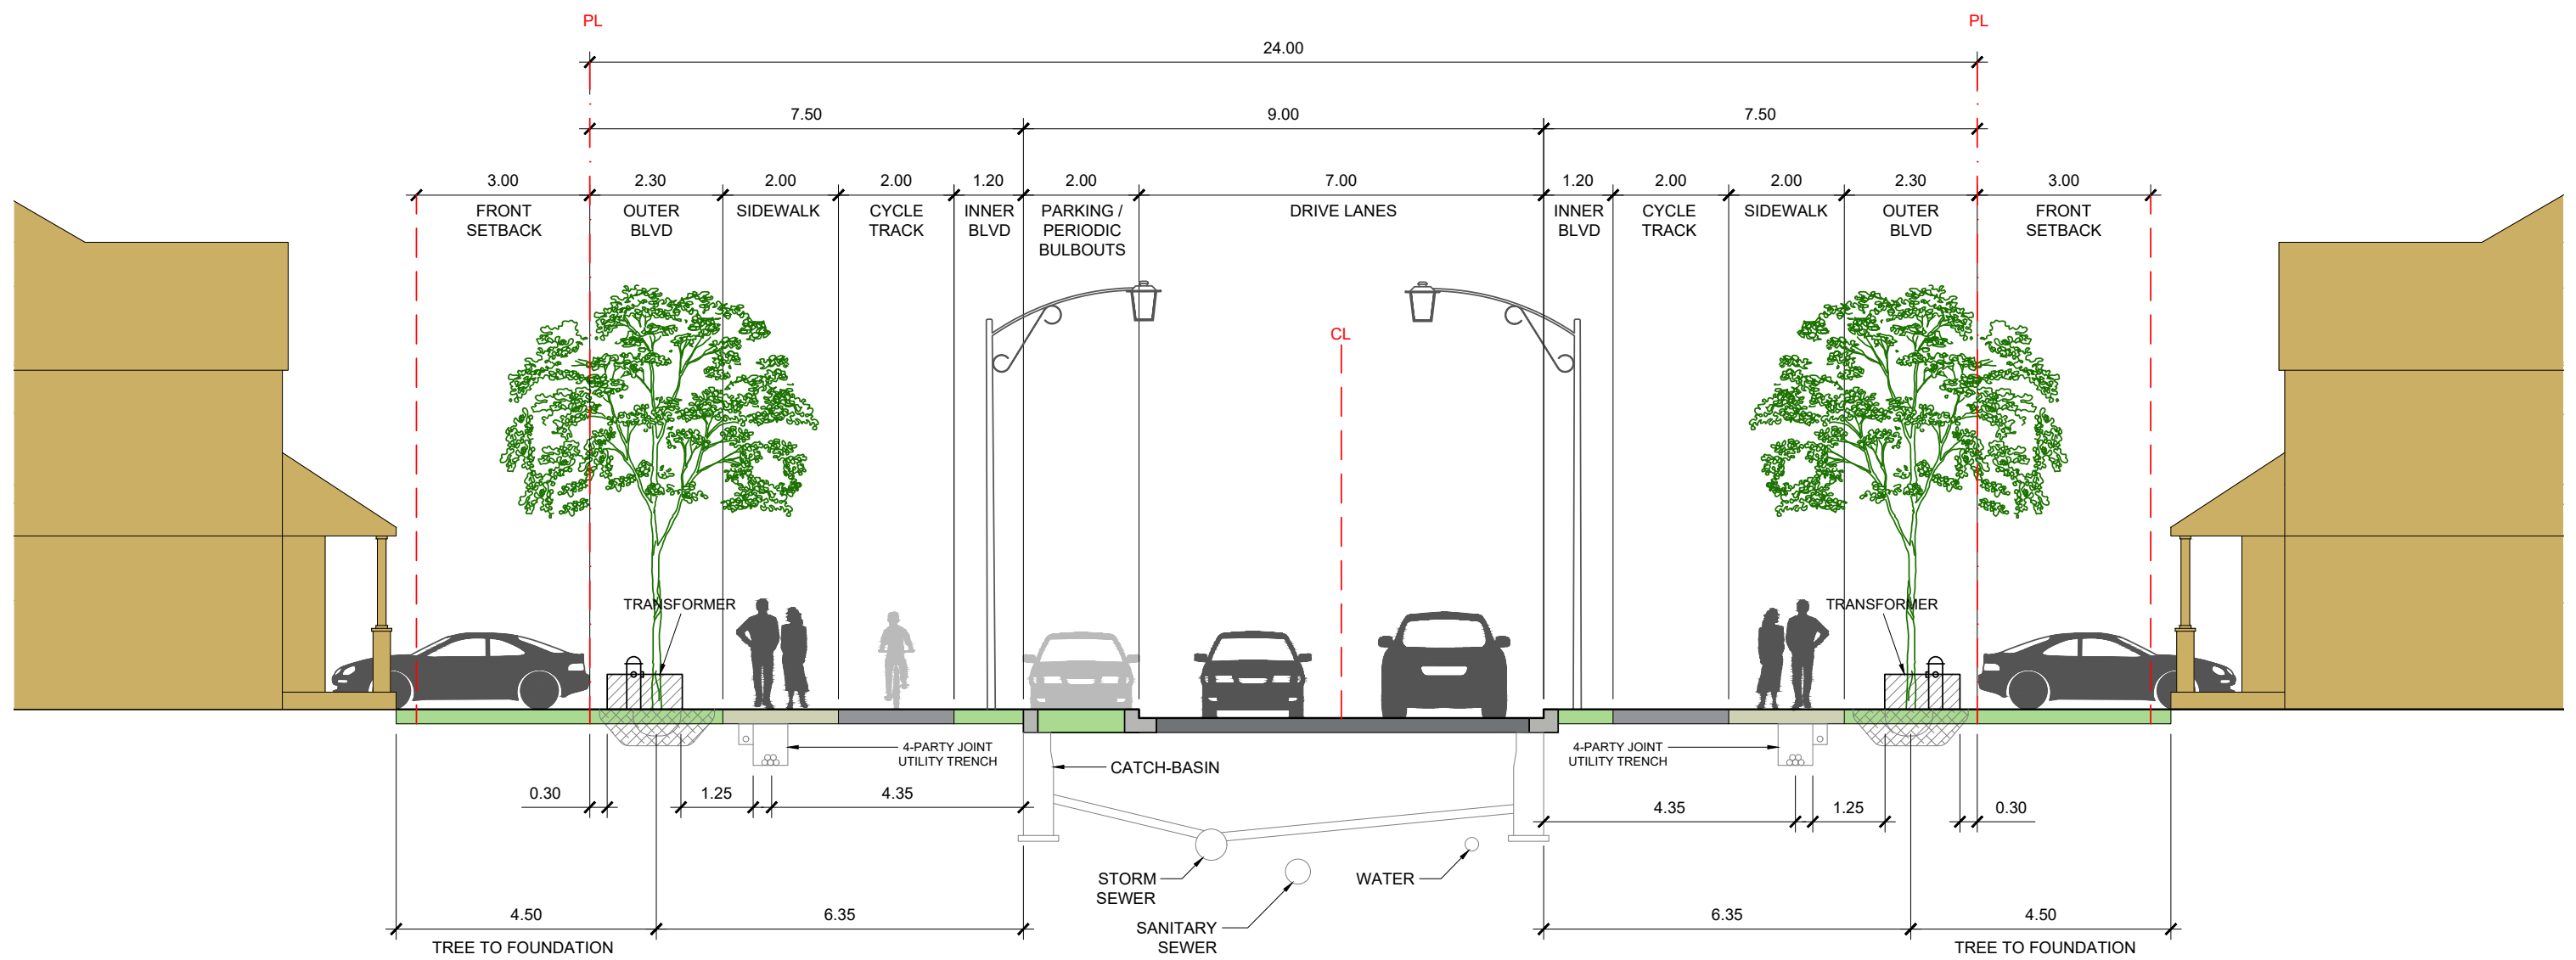 PL
PL
24.00
7.50
9.00
7.50
3.00
2.30
2.00
2.00
1.20
2.00
7.00
1.20
2.00
2.00
2.30
3.00
FRONT
SETBACK
OUTER
BLVD
SIDEWALK
CYCLE
TRACK
INNER
BLVD
PARKING /
PERIODIC
BULBOUTS
DRIVE LANES
INNER
BLVD
CYCLE
TRACK
SIDEWALK
OUTER
BLVD
FRONT
SETBACK
CL
TRANSFORMER
TRANSFORMER
4-PARTY JOINT
UTILITY TRENCH
CATCH-BASIN
4-PARTY JOINT
UTILITY TRENCH
0.30
1.25
4.35
4.35
1.25
0.30
STORM
SEWER
WATER
SANITARY
SEWER
4.50
6.35
6.35
4.50
TREE TO FOUNDATION
TREE TO FOUNDATION